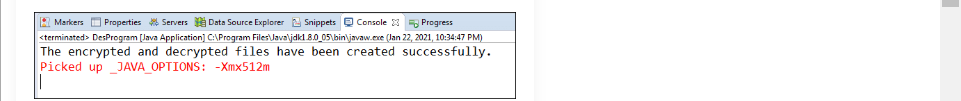 Markers Properties Servers Data Source Explorer Snippets Console Progress
<terminated> DesProgram [Java Application] C:\Program Files\Java\jdk1.8.0_05\bin\javaw.exe (Jan 22, 2021, 10:34:47 PM)
The encrypted and decrypted files have been created successfully.
Picked up _JAVA_OPTIONS: -Xmx512m